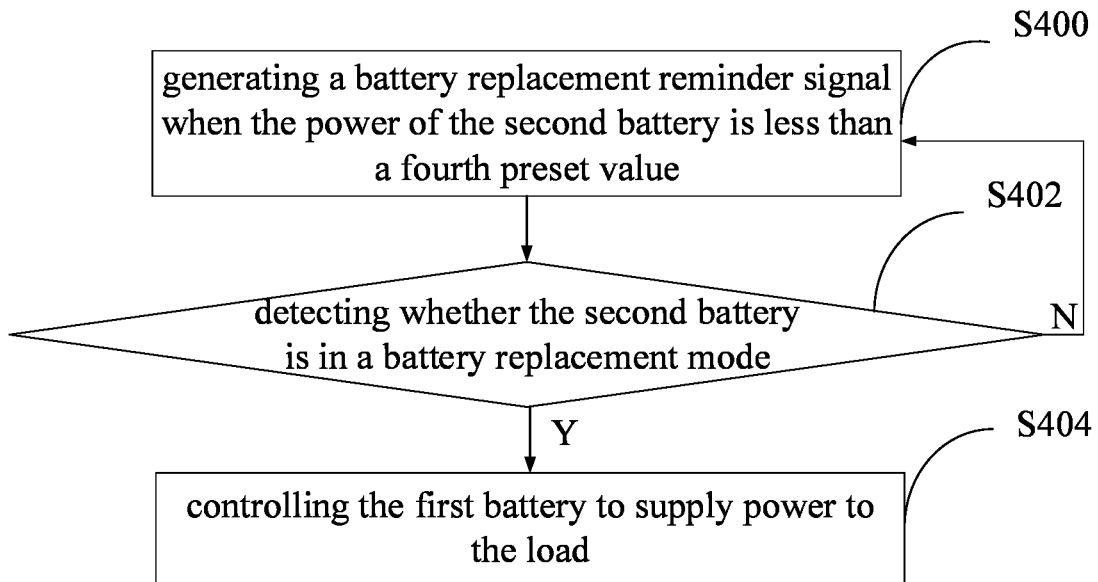 S400
generating a battery replacement reminder signal
when the power of the second battery is less than
a fourth preset value
S402
detecting whether the second battery
is in a battery replacement mode
N
Y
S404
controlling the first battery to supply power to
the load